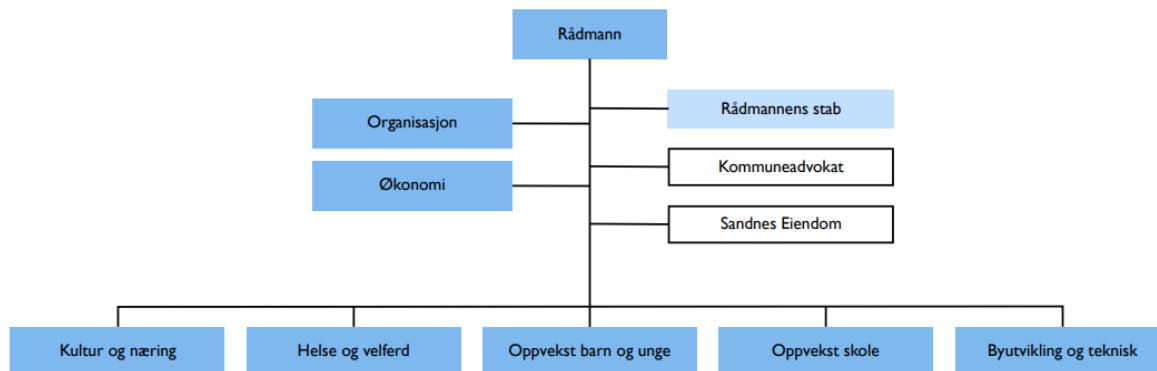 Rådmann
Rådmannens stab
Organisasjon
Kommuneadvokat
Økonomi
Sandnes Eiendom
Kultur og næring
Helse og velferd
Oppvekst barn og unge
Oppvekst skole
Byutvikling og teknisk